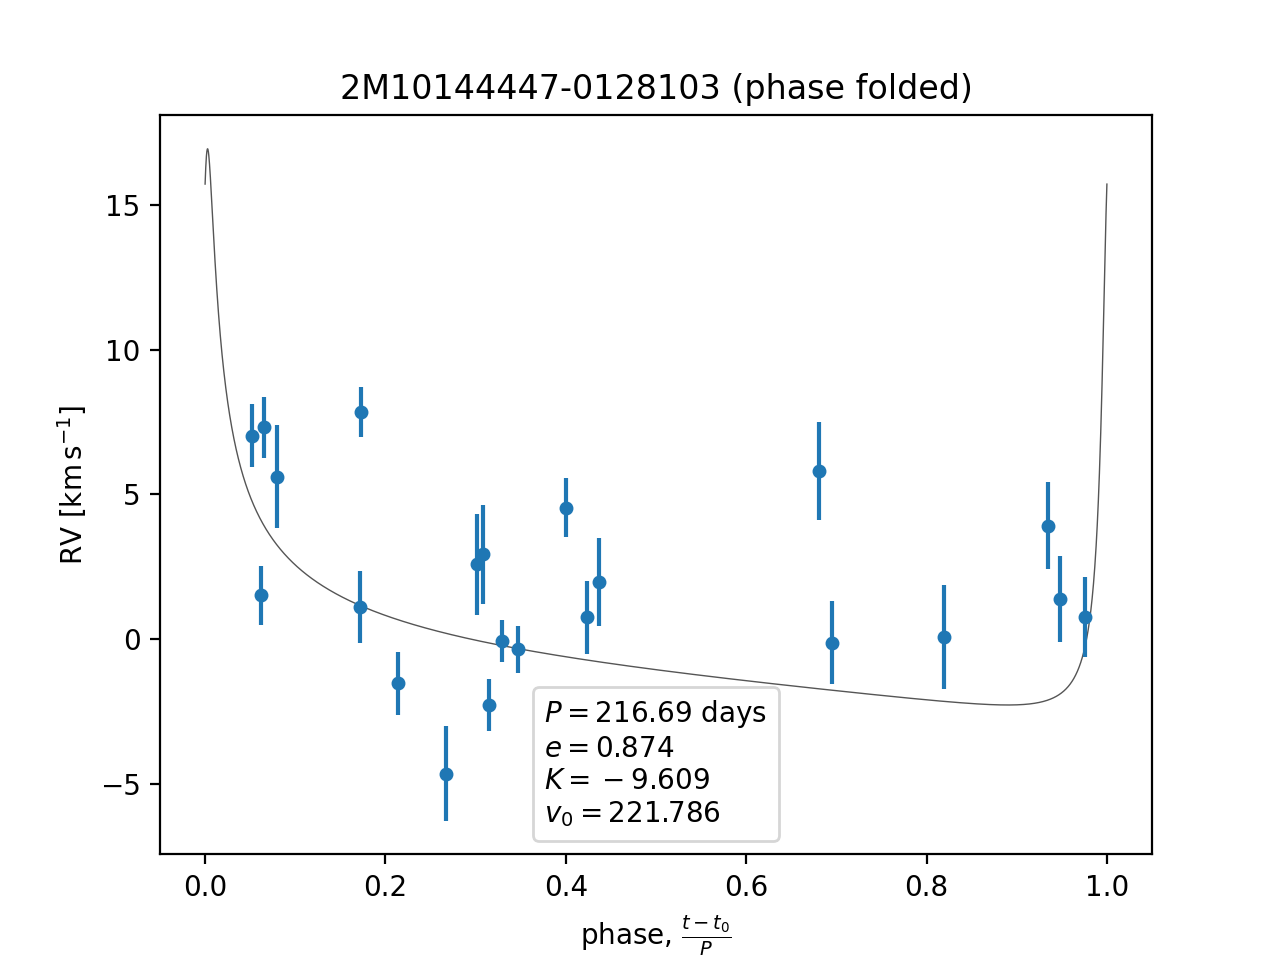 2M10144447-0128103 (phase folded)
RV [km s⁻¹]
15
10
5
0
−5
P = 216.69 days
e = 0.874
K = −9.609
v₀ = 221.786
0.0 0.2 0.4 0.6 0.8 1.0
phase, (t − t₀)/P